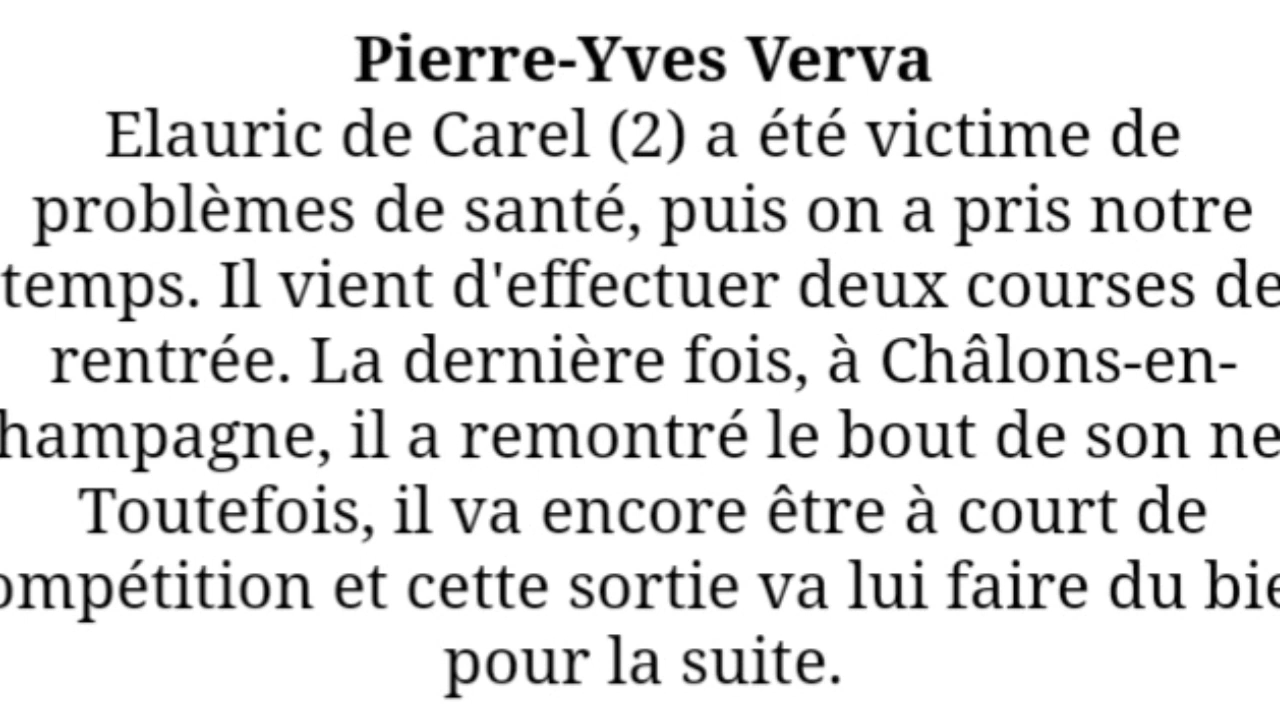 Pierre-Yves Verva
Elauric de Carel (2) a été victime de
problèmes de santé, puis on a pris notre
temps. Il vient d'effectuer deux courses de
rentrée. La dernière fois, à Châlons-en-
hampagne, il a remontré le bout de son ne
Toutefois, il va encore être à court de
ompétition et cette sortie va lui faire du bie
pour la suite.